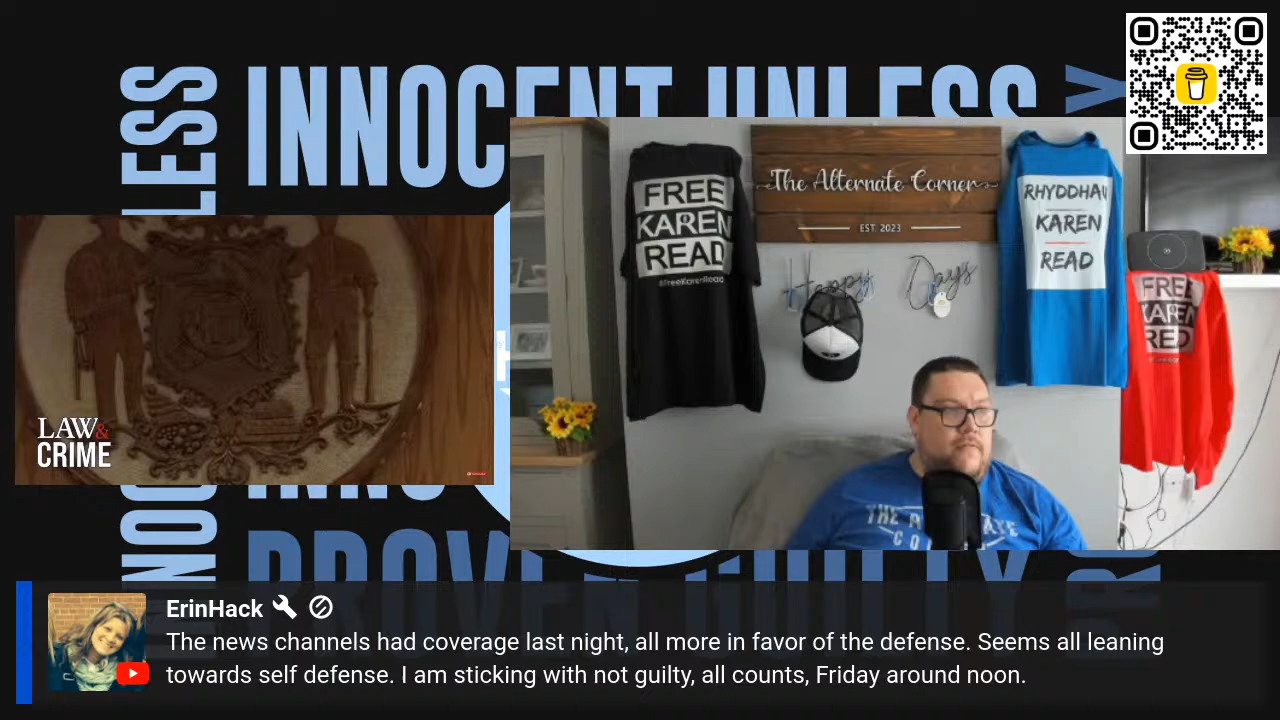 INNOCENT UNLESS
LESS
FREE
KAREN
READ
#FreeKarenRead
The Alternate Corner
EST. 2023
Happy Days
RHYDDHAU
KAREN
READ
FREE
KAREN
LAW&
CRIME
PROVEN GUILTY
ErinHack
The news channels had coverage last night, all more in favor of the defense. Seems all leaning
towards self defense. I am sticking with not guilty, all counts, Friday around noon.